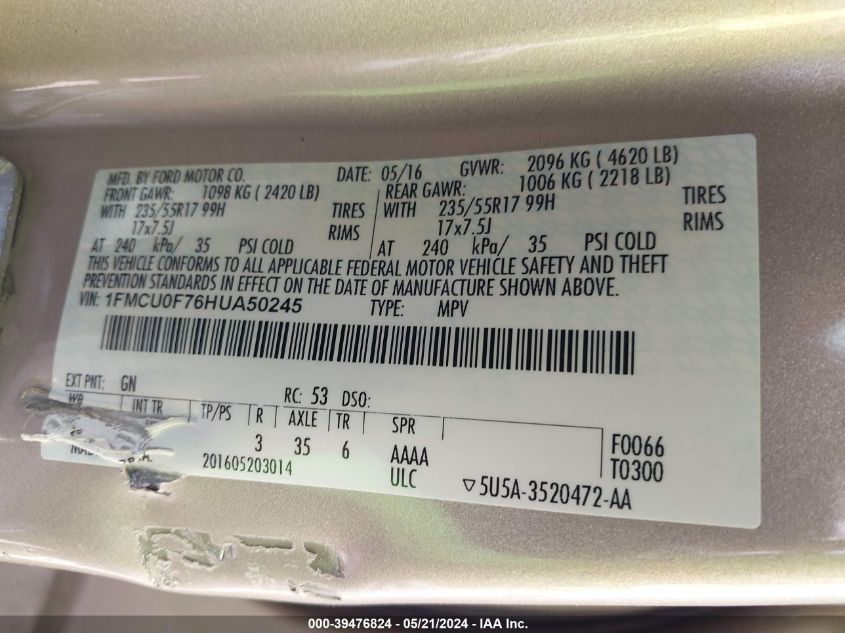 MFD. BY FORD MOTOR CO. DATE: 05/16 GVWR: 2096 KG ( 4620 LB)
FRONT GAWR: 1098 KG ( 2420 LB) REAR GAWR: 1006 KG ( 2218 LB)
WITH 235/55R17 99H TIRES WITH 235/55R17 99H TIRES
17x7.5J RIMS 17x7.5J RIMS
AT 240 kPa/ 35 PSI COLD AT 240 kPa/ 35 PSI COLD
THIS VEHICLE CONFORMS TO ALL APPLICABLE FEDERAL MOTOR VEHICLE SAFETY AND THEFT
PREVENTION STANDARDS IN EFFECT ON THE DATE OF MANUFACTURE SHOWN ABOVE.
VIN: 1FMCU0F76HUA50245 TYPE: MPV
EXT PNT: GN RC: 53 DSO:
WB INT TR TP/PS R AXLE TR SPR
3 35 6 AAAA F0066
201605203014 ULC T0300
▽5U5A-3520472-AA
000-39476824 - 05/21/2024 - IAA Inc.